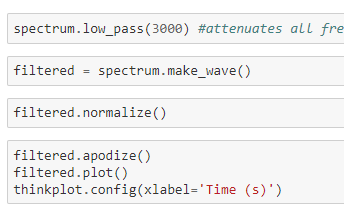 spectrum.low_pass(3000) #attenuates all fre
filtered = spectrum.make_wave()
filtered.normalize()
filtered.apodize()
filtered.plot()
thinkplot.config(xlabel='Time (s)')